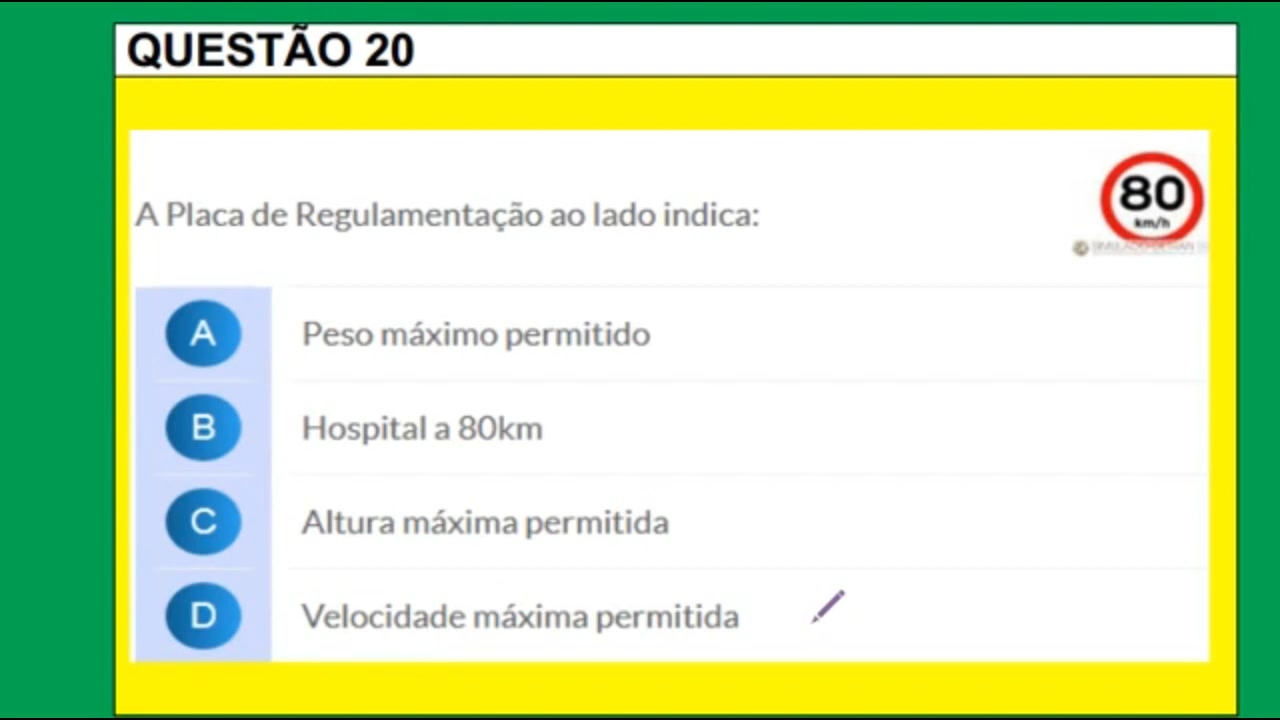 QUESTÃO 20
80
km/h
A Placa de Regulamentação ao lado indica:
A Peso máximo permitido
B Hospital a 80km
C Altura máxima permitida
D Velocidade máxima permitida